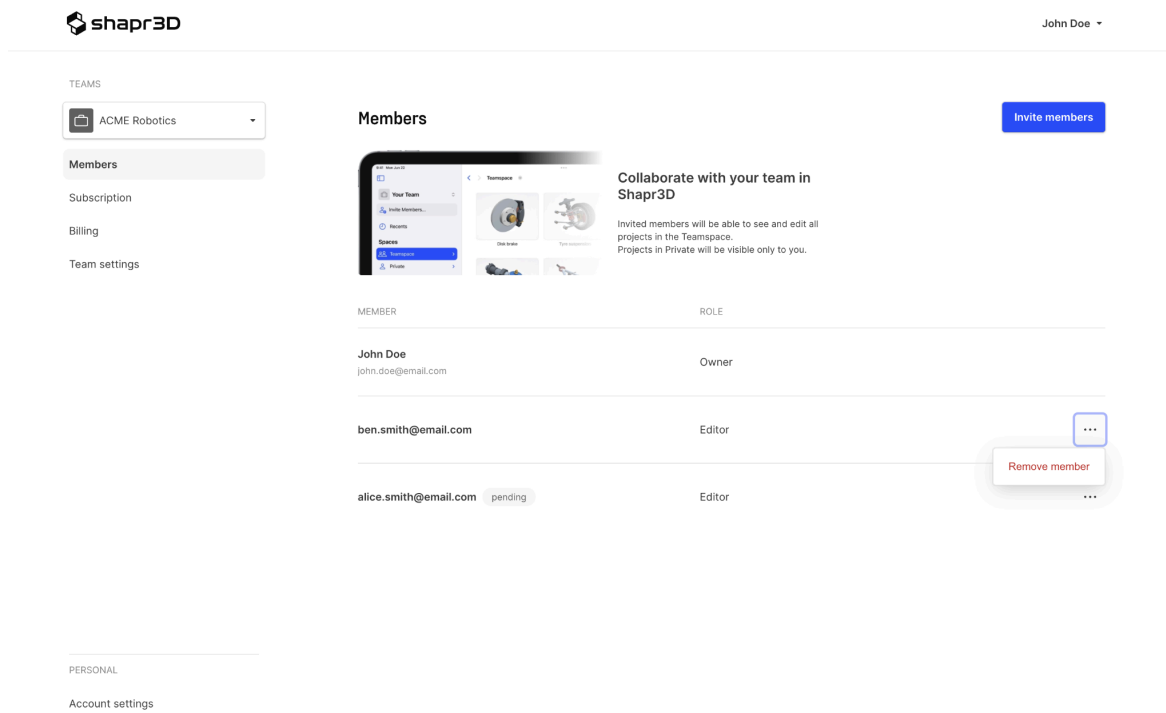 shapr3D
John Doe
TEAMS
ACME Robotics
Members
Subscription
Billing
Team settings
Members
Invite members
Your Team
Invite Members...
Recents
Spaces
Teamspace
Private
Teamspace
Disk brake
Collaborate with your team in
Shapr3D
Invited members will be able to see and edit all
projects in the Teamspace.
Projects in Private will be visible only to you.
MEMBER ROLE
John Doe
john.doe@email.com
Owner
ben.smith@email.com Editor ...
Remove member
alice.smith@email.com pending Editor ...
PERSONAL
Account settings